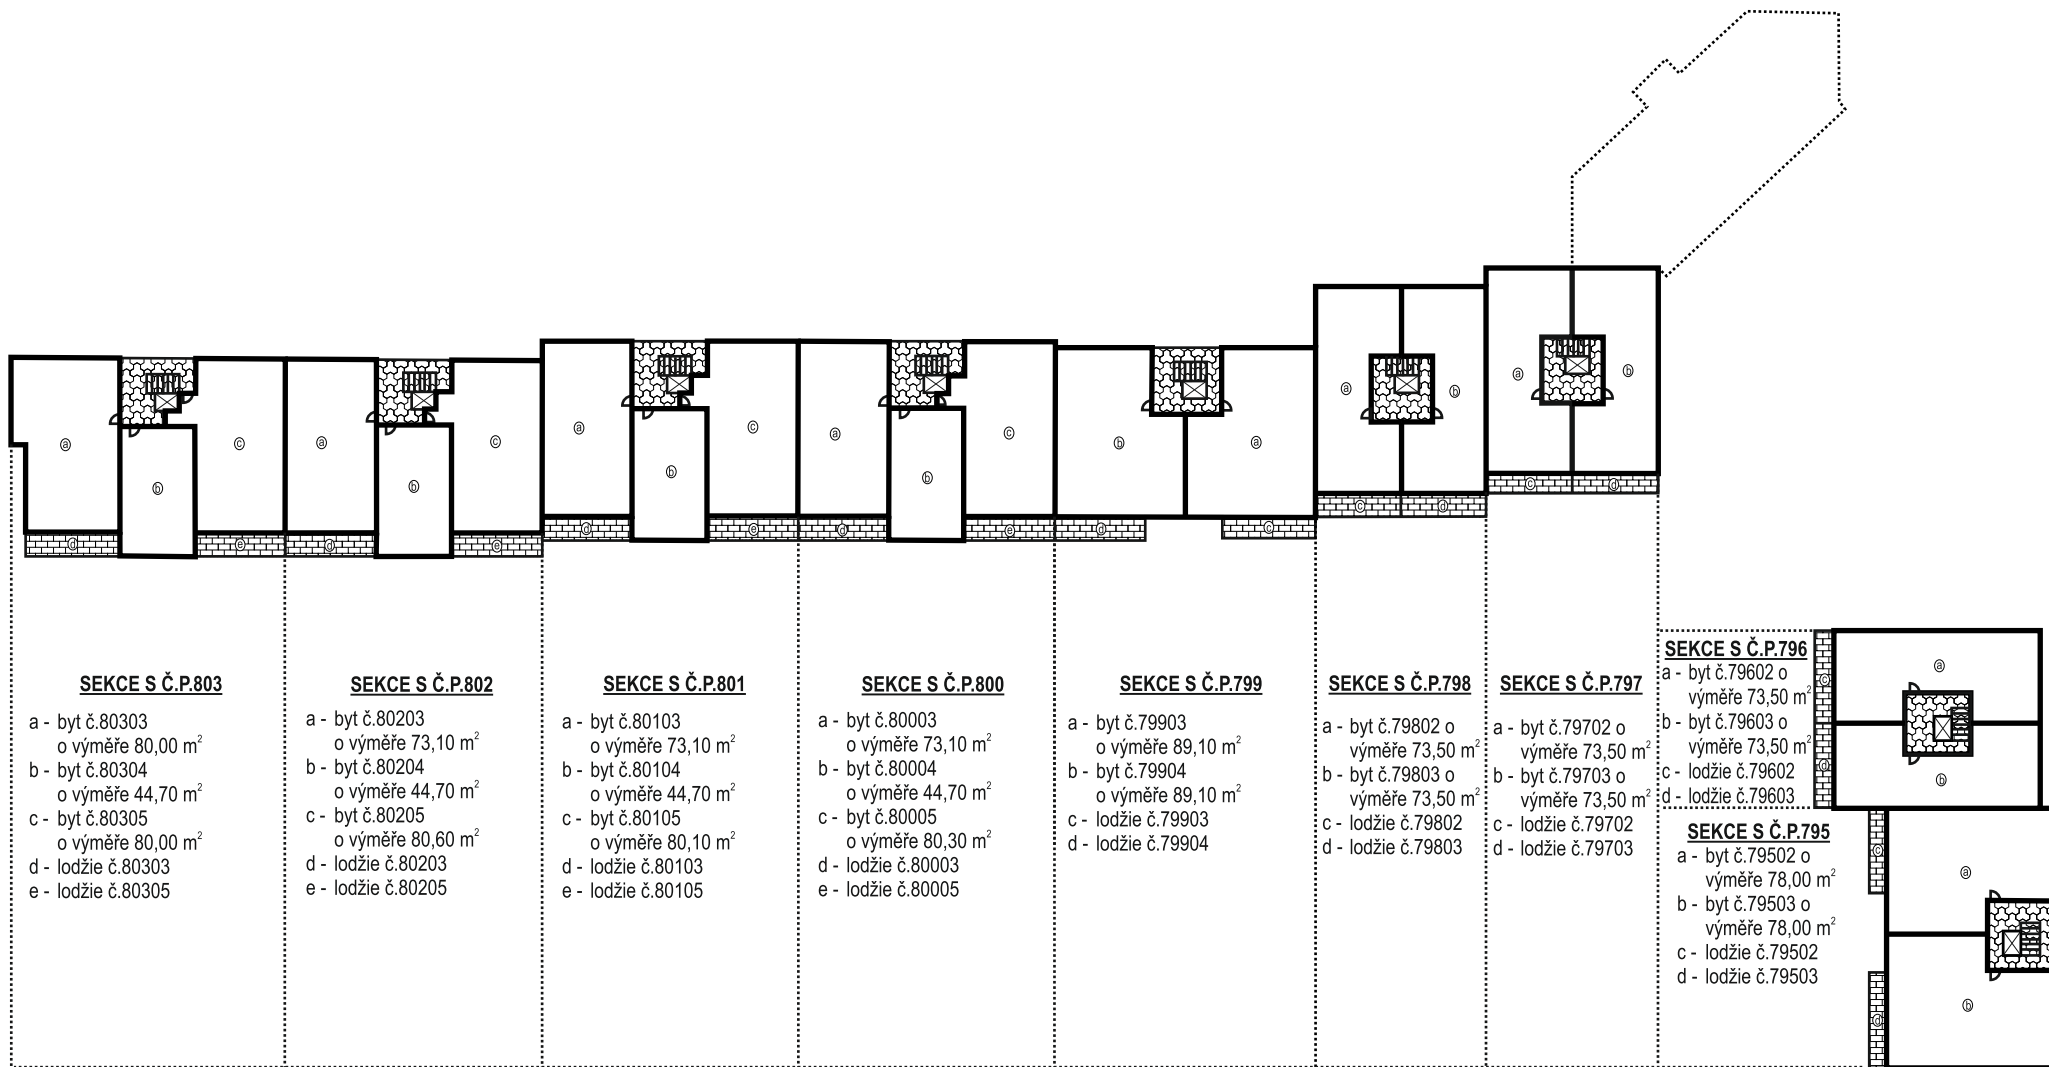 SEKCE S Č.P.803
a - byt č.80303
o výměře 80,00 m²
b - byt č.80304
o výměře 44,70 m²
c - byt č.80305
o výměře 80,00 m²
d - lodžie č.80303
e - lodžie č.80305
SEKCE S Č.P.802
a - byt č.80203
o výměře 73,10 m²
b - byt č.80204
o výměře 44,70 m²
c - byt č.80205
o výměře 80,60 m²
d - lodžie č.80203
e - lodžie č.80205
SEKCE S Č.P.801
a - byt č.80103
o výměře 73,10 m²
b - byt č.80104
o výměře 44,70 m²
c - byt č.80105
o výměře 80,10 m²
d - lodžie č.80103
e - lodžie č.80105
SEKCE S Č.P.800
a - byt č.80003
o výměře 73,10 m²
b - byt č.80004
o výměře 44,70 m²
c - byt č.80005
o výměře 80,30 m²
d - lodžie č.80003
e - lodžie č.80005
SEKCE S Č.P.799
a - byt č.79903
o výměře 89,10 m²
b - byt č.79904
o výměře 89,10 m²
c - lodžie č.79903
d - lodžie č.79904
SEKCE S Č.P.798
a - byt č.79802 o
výměře 73,50 m²
b - byt č.79803 o
výměře 73,50 m²
c - lodžie č.79802
d - lodžie č.79803
SEKCE S Č.P.797
a - byt č.79702 o
výměře 73,50 m²
b - byt č.79703 o
výměře 73,50 m²
c - lodžie č.79702
d - lodžie č.79703
SEKCE S Č.P.796
a - byt č.79602 o
výměře 73,50 m²
b - byt č.79603 o
výměře 73,50 m²
c - lodžie č.79602
d - lodžie č.79603
SEKCE S Č.P.795
a - byt č.79502 o
výměře 78,00 m²
b - byt č.79503 o
výměře 78,00 m²
c - lodžie č.79502
d - lodžie č.79503
a
b
c
d
e
a
b
c
d
e
a
b
c
d
e
a
b
c
d
e
b
a
d
c
a
b
c
d
a
b
c
d
a
b
c
d
a
b
c
d